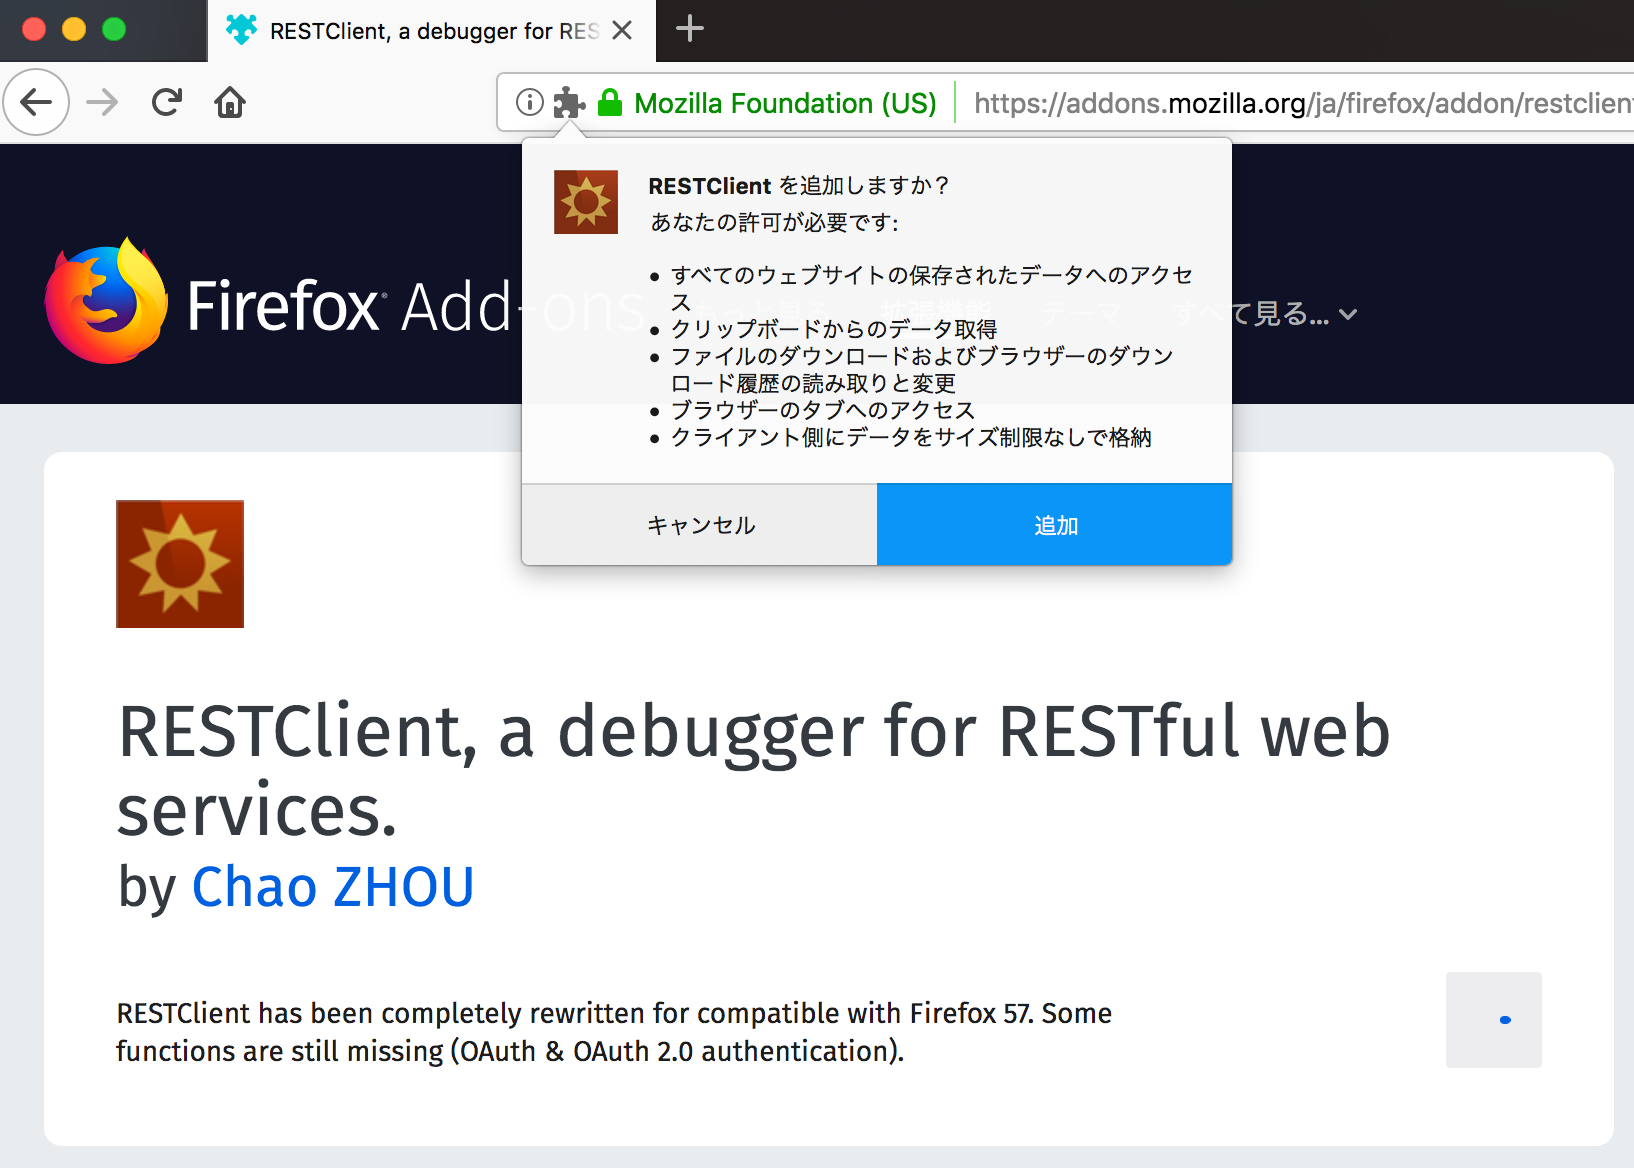 RESTClient, a debugger for RES
Mozilla Foundation (US)
https://addons.mozilla.org/ja/firefox/addon/restclient
RESTClient を追加しますか？
あなたの許可が必要です:
• すべてのウェブサイトの保存されたデータへのアクセ
ス
• クリップボードからのデータ取得
• ファイルのダウンロードおよびブラウザーのダウン
ロード履歴の読み取りと変更
• ブラウザーのタブへのアクセス
• クライアント側にデータをサイズ制限なしで格納
キャンセル
追加
Firefox Add-ons
拡張機能
テーマ
すべて見る...
RESTClient, a debugger for RESTful web
services.
by Chao ZHOU
RESTClient has been completely rewritten for compatible with Firefox 57. Some
functions are still missing (OAuth & OAuth 2.0 authentication).